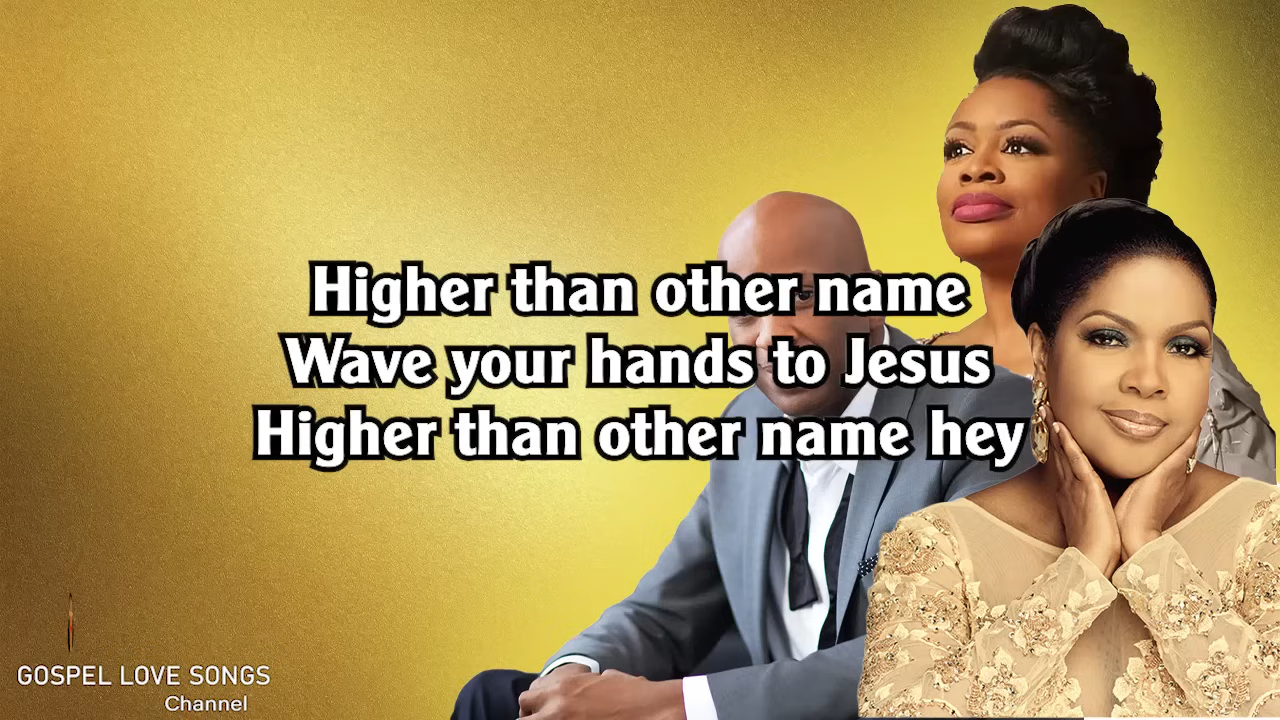 Higher than other name
Wave your hands to Jesus
Higher than other name hey
GOSPEL LOVE SONGS
Channel